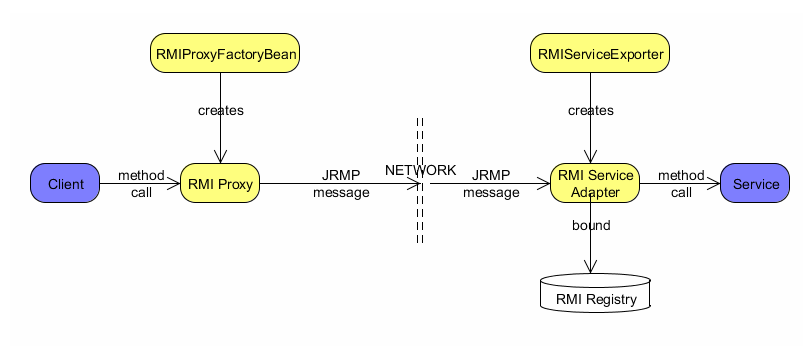 RMIProxyFactoryBean
RMIServiceExporter
creates
creates
NETWORK
Client
method
call
RMI Proxy
JRMP
message
JRMP
message
RMI Service
Adapter
method
call
Service
bound
RMI Registry